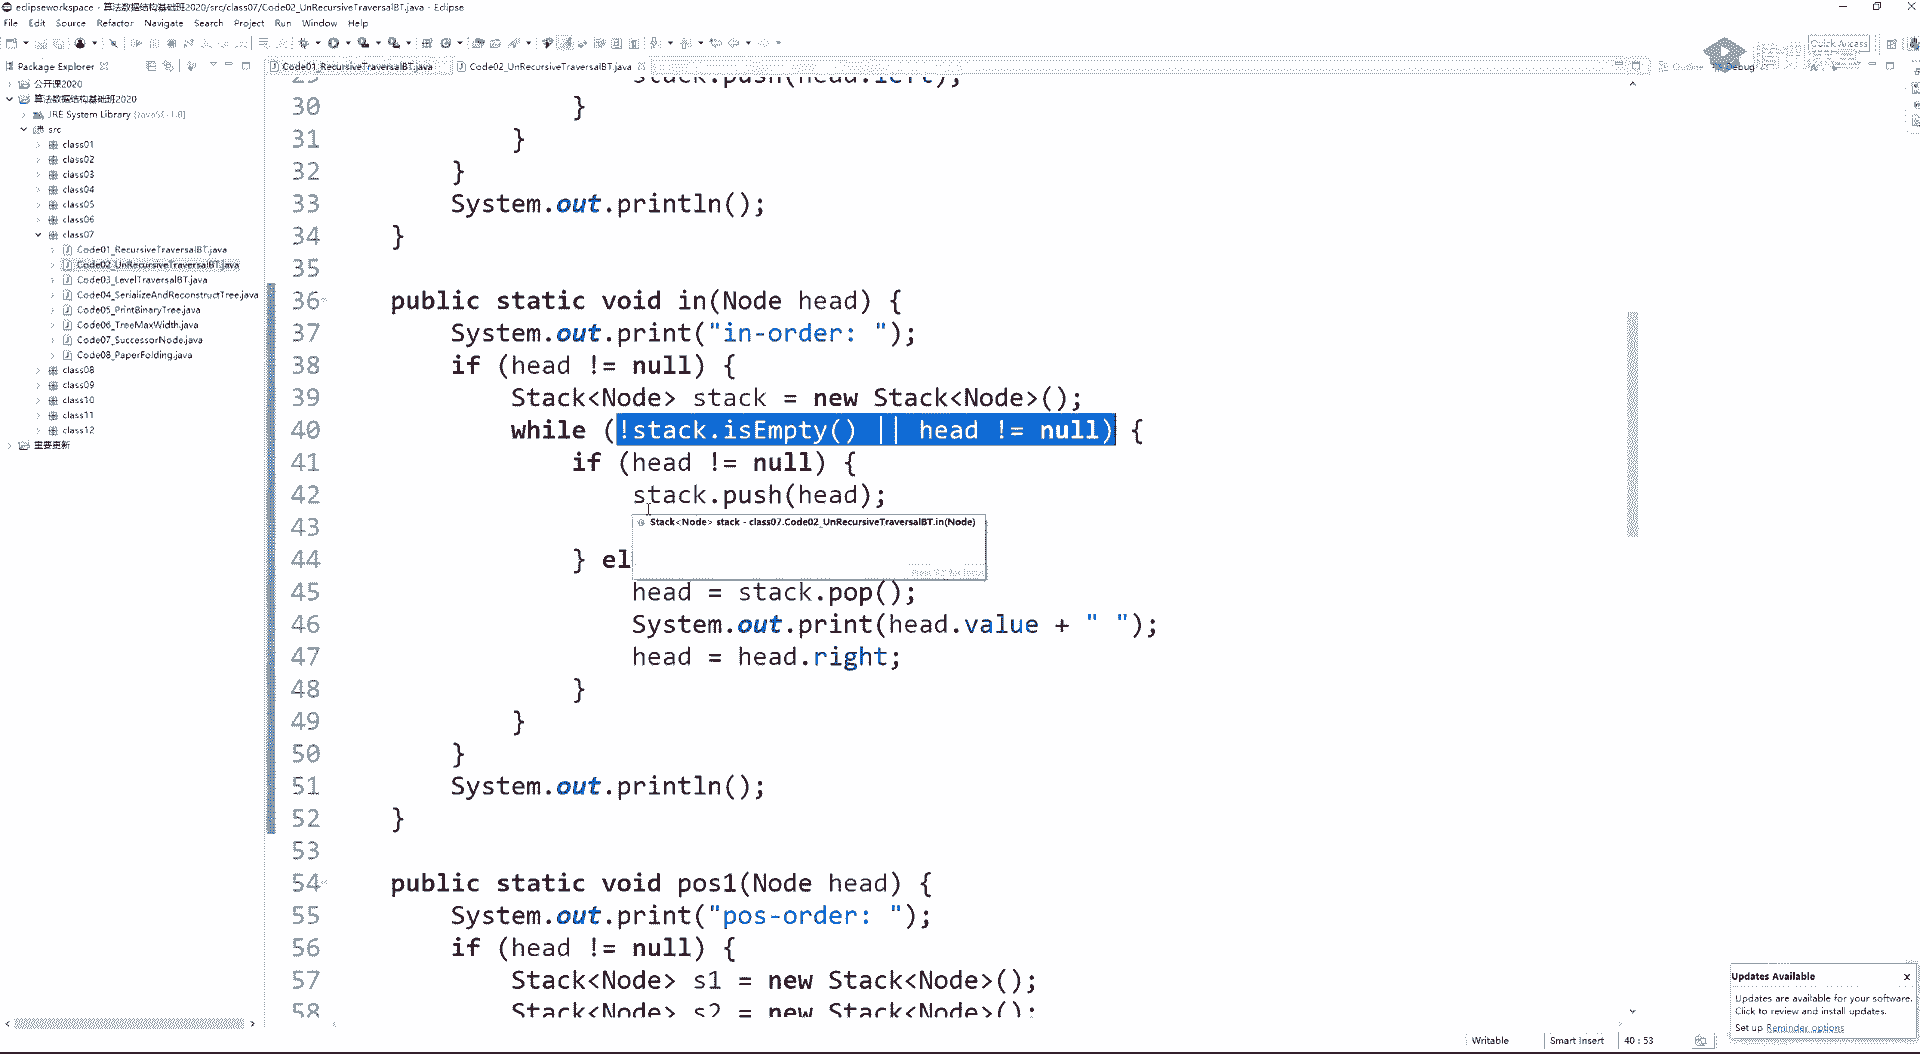 eclipseworkspace - 算法数据结构基础班2020/src/class07/Code02_UnRecursiveTraversalBT.java - Eclipse
File Edit Source Refactor Navigate Search Project Run Window Help
Quick Access
Package Explorer
Code01_RecursiveTraversalBT.java
Code02_UnRecursiveTraversalBT.java
Outline
Debug
公开课2020
算法数据结构基础班2020
JRE System Library
src
class01
class02
class03
class04
class05
class06
class07
Code01_RecursiveTraversalBT.java
Code02_UnRecursiveTraversalBT.java
Code03_LevelTraversalBT.java
Code04_SerializeAndReconstructTree.java
Code05_PrintBinaryTree.java
Code06_TreeMaxWidth.java
Code07_SuccessorNode.java
Code08_PaperFolding.java
class08
class09
class10
class11
class12
重要更新
29 stack.push(head.left);
30 }
31 }
32 }
33 System.out.println();
34 }
35
36 public static void in(Node head) {
37 System.out.print("in-order: ");
38 if (head != null) {
39 Stack<Node> stack = new Stack<Node>();
40 while (!stack.isEmpty() || head != null) {
41 if (head != null) {
42 stack.push(head);
43
Stack<Node> stack - class07.Code02_UnRecursiveTraversalBT.in(Node)
44 } el
45 head = stack.pop();
46 System.out.print(head.value + " ");
47 head = head.right;
48 }
49 }
50 }
51 System.out.println();
52 }
53
54 public static void pos1(Node head) {
55 System.out.print("pos-order: ");
56 if (head != null) {
57 Stack<Node> s1 = new Stack<Node>();
58 Stack<Node> s2 = new Stack<Node>();
Updates Available
Updates are available for your software.
Click to review and install updates.
Set up Reminder options
Writable
Smart Insert
40 : 53